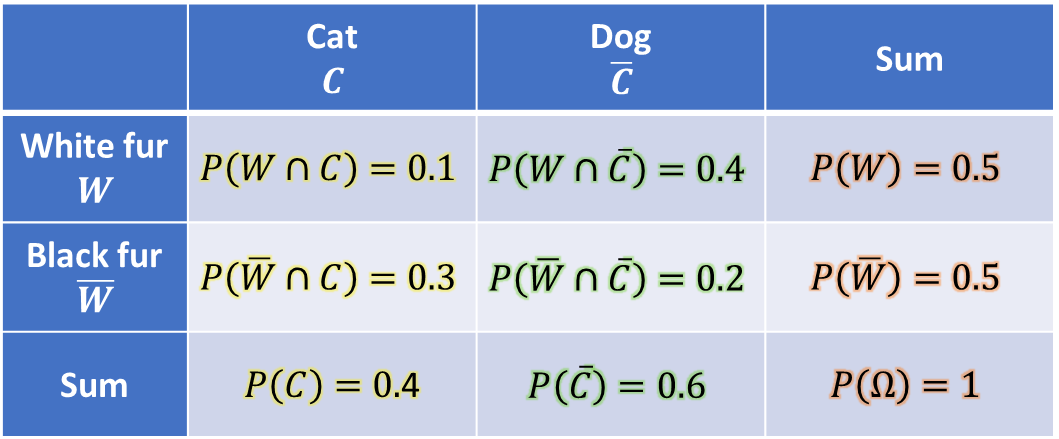 Cat
C
Dog
C̅
Sum
White fur
W
P(W ∩ C) = 0.1
P(W ∩ C̄) = 0.4
P(W) = 0.5
Black fur
W̅
P(W̅ ∩ C) = 0.3
P(W̅ ∩ C̄) = 0.2
P(W̅) = 0.5
Sum
P(C) = 0.4
P(C̄) = 0.6
P(Ω) = 1